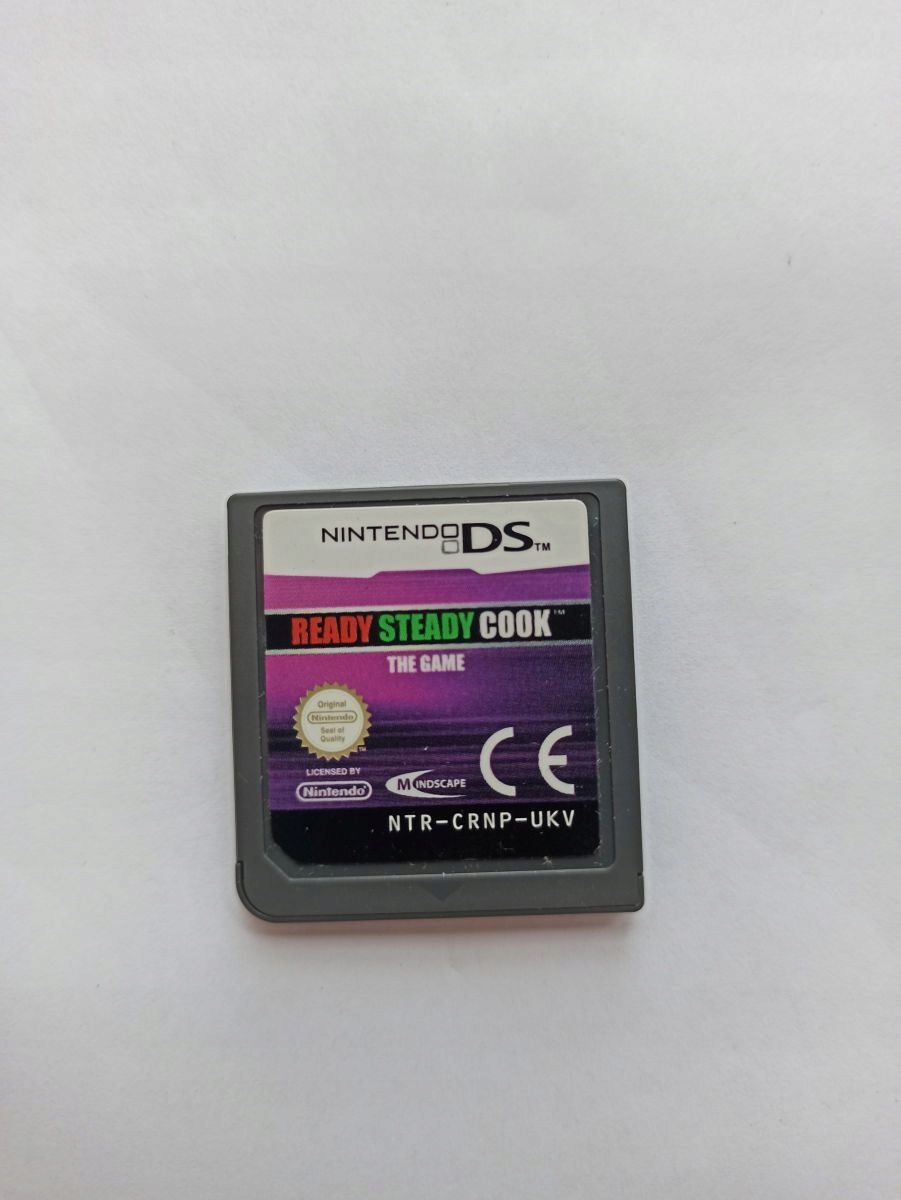 NINTENDO DS™
READY STEADY COOK™
THE GAME
Original
Nintendo
Seal of
Quality
™
LICENSED BY
Nintendo®
MINDSCAPE
CE
NTR-CRNP-UKV